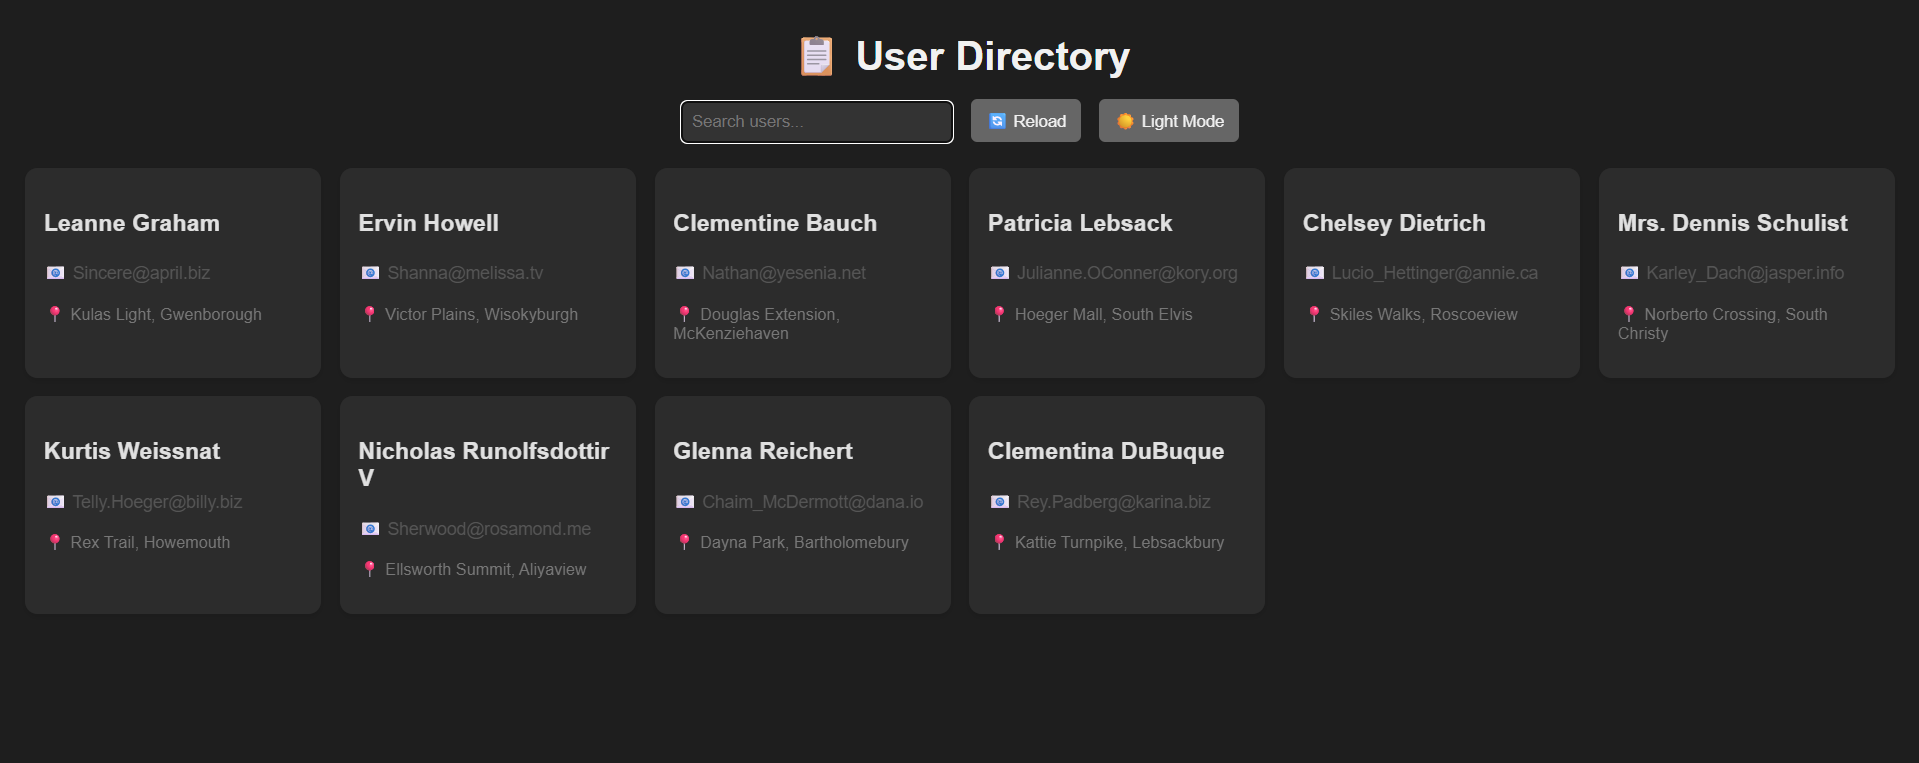 User Directory
Search users...
Reload
Light Mode
Leanne Graham
Sincere@april.biz
Kulas Light, Gwenborough
Ervin Howell
Shanna@melissa.tv
Victor Plains, Wisokyburgh
Clementine Bauch
Nathan@yesenia.net
Douglas Extension,
McKenziehaven
Patricia Lebsack
Julianne.OConner@kory.org
Hoeger Mall, South Elvis
Chelsey Dietrich
Lucio_Hettinger@annie.ca
Skiles Walks, Roscoeview
Mrs. Dennis Schulist
Karley_Dach@jasper.info
Norberto Crossing, South
Christy
Kurtis Weissnat
Telly.Hoeger@billy.biz
Rex Trail, Howemouth
Nicholas Runolfsdottir
V
Sherwood@rosamond.me
Ellsworth Summit, Aliyaview
Glenna Reichert
Chaim_McDermott@dana.io
Dayna Park, Bartholomebury
Clementina DuBuque
Rey.Padberg@karina.biz
Kattie Turnpike, Lebsackbury